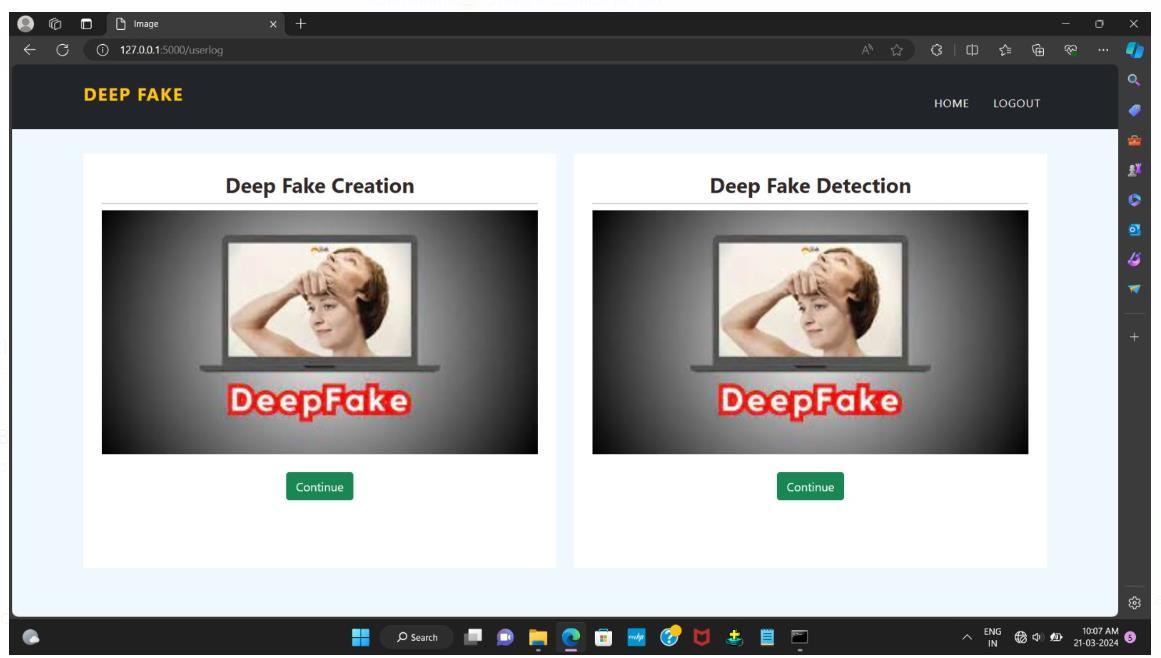 Image
127.0.0.1:5000/userlog
DEEP FAKE
HOME
LOGOUT
Deep Fake Creation
DeepFake
Continue
Deep Fake Detection
DeepFake
Continue
Search
ENG
IN
10:07 AM
21-03-2024
5